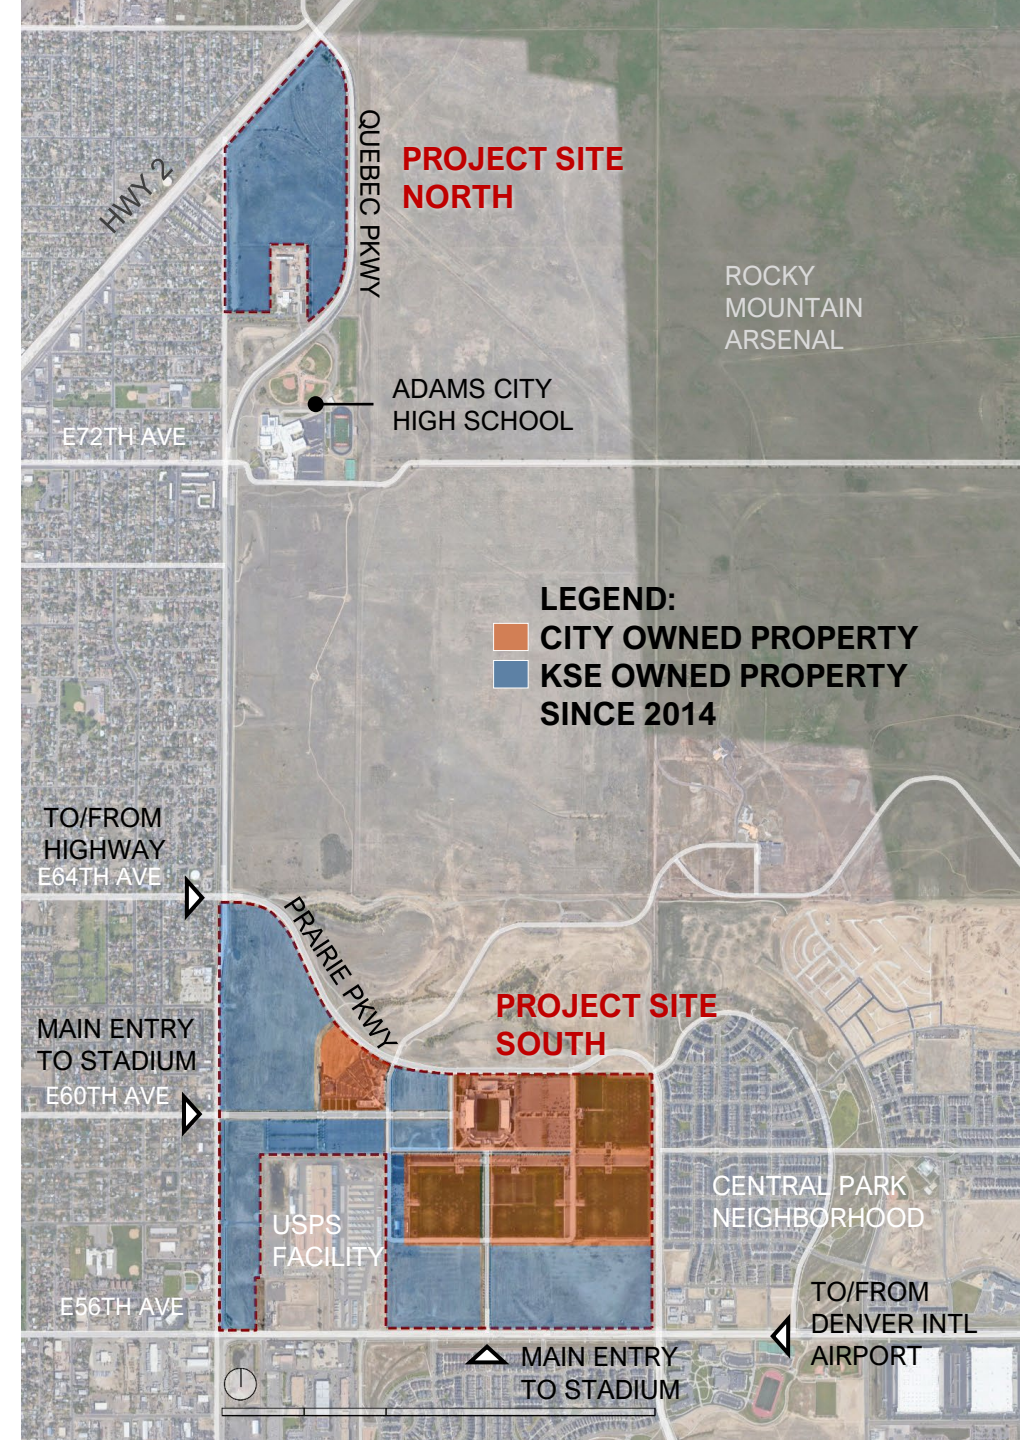 HWY 2
QUEBEC PKWY
PROJECT SITE
NORTH
ROCKY
MOUNTAIN
ARSENAL
ADAMS CITY
HIGH SCHOOL
E72TH AVE
LEGEND:
CITY OWNED PROPERTY
KSE OWNED PROPERTY
SINCE 2014
TO/FROM
HIGHWAY
E64TH AVE
PRAIRIE PKWY
PROJECT SITE
SOUTH
MAIN ENTRY
TO STADIUM
E60TH AVE
CENTRAL PARK
NEIGHBORHOOD
USPS
FACILITY
E56TH AVE
TO/FROM
DENVER INTL
AIRPORT
MAIN ENTRY
TO STADIUM